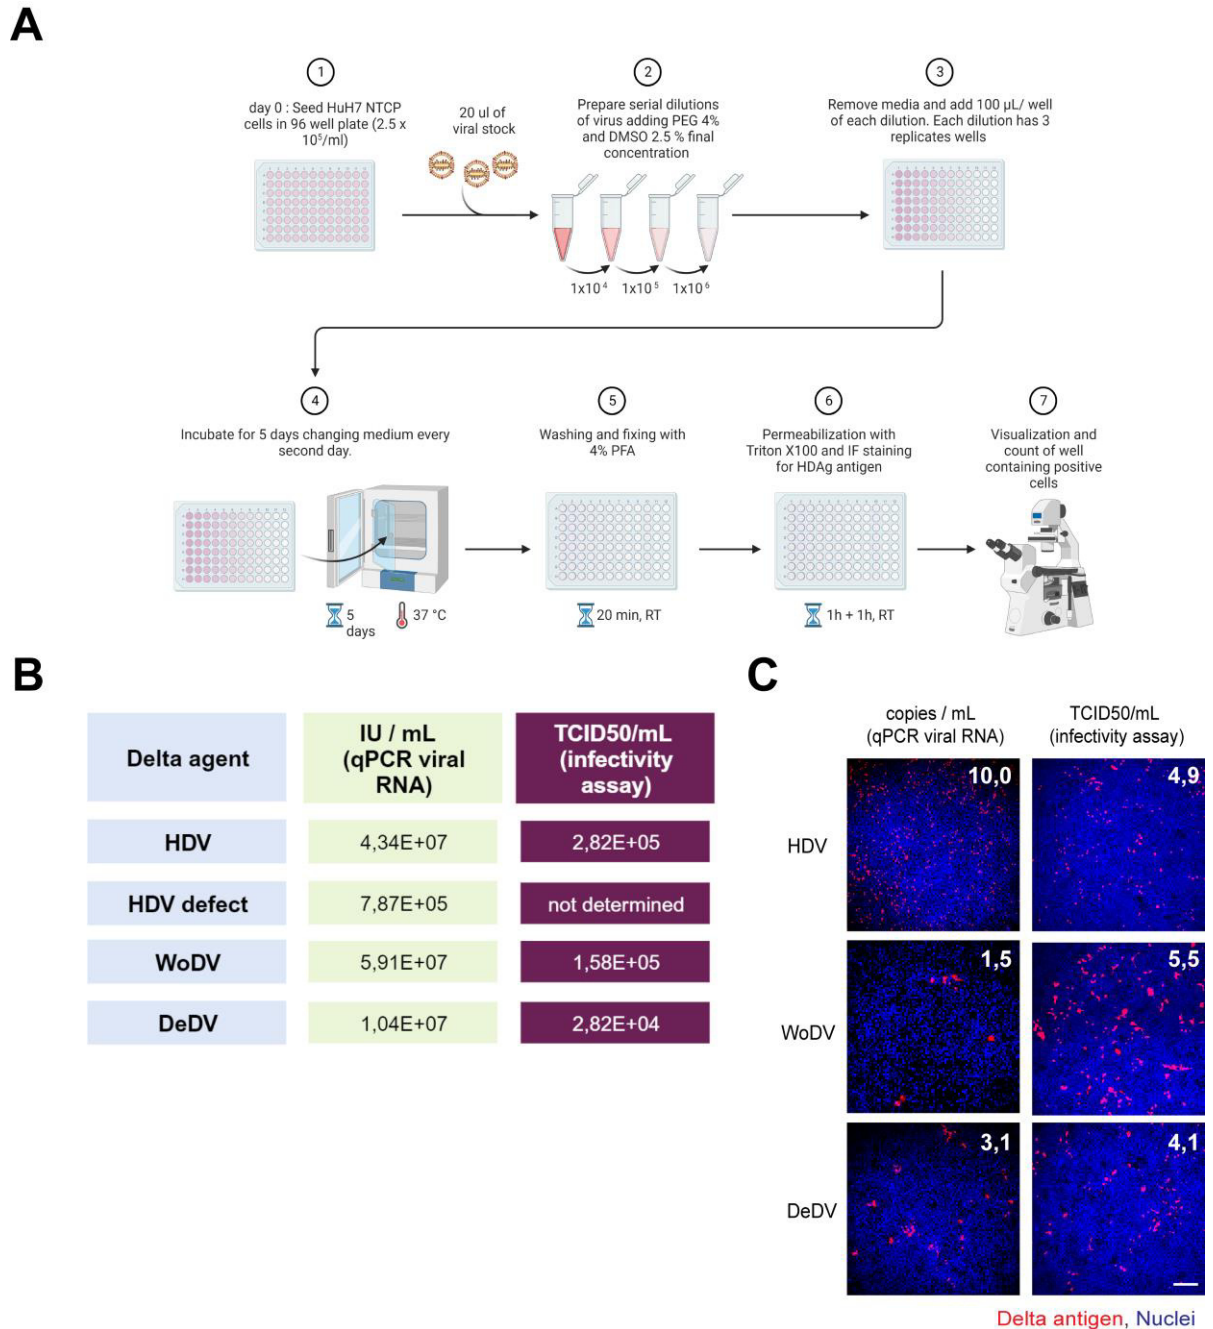 A
1
day 0 : Seed HuH7 NTCP
cells in 96 well plate (2.5 x
10⁵/ml)
20 ul of
viral stock
2
Prepare serial dilutions
of virus adding PEG 4%
and DMSO 2.5 % final
concentration
1x10⁴ 1x10⁵ 1x10⁶
3
Remove media and add 100 µL/ well
of each dilution. Each dilution has 3
replicates wells
4
Incubate for 5 days changing medium every
second day.
5
days
37 °C
5
Washing and fixing with
4% PFA
20 min, RT
6
Permeabilization with
Triton X100 and IF staining
for HDAg antigen
1h + 1h, RT
7
Visualization and
count of well
containing positive
cells
B
Delta agent
IU / mL
(qPCR viral
RNA)
TCID50/mL
(infectivity
assay)
HDV 4,34E+07 2,82E+05
HDV defect 7,87E+05 not determined
WoDV 5,91E+07 1,58E+05
DeDV 1,04E+07 2,82E+04
C
copies / mL
(qPCR viral RNA)
TCID50/mL
(infectivity assay)
HDV 10,0 4,9
WoDV 1,5 5,5
DeDV 3,1 4,1
Delta antigen, Nuclei